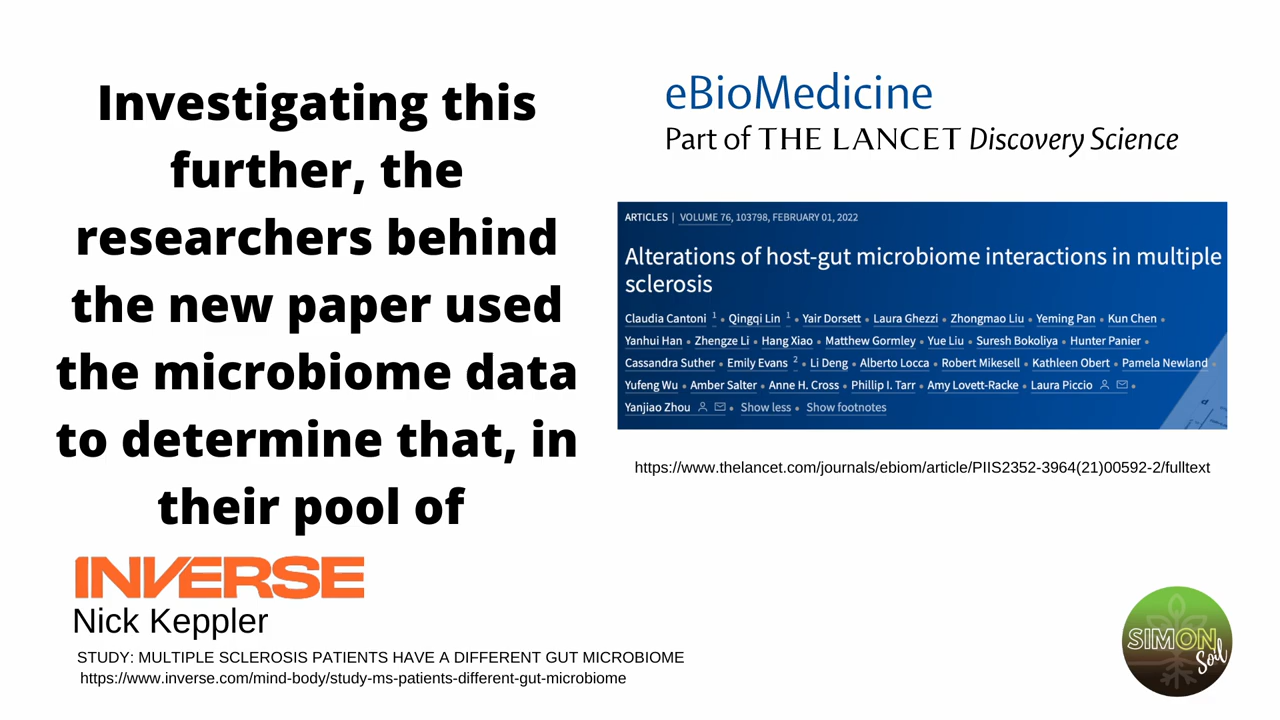 Investigating this
further, the
researchers behind
the new paper used
the microbiome data
to determine that, in
their pool of
INVERSE
Nick Keppler
STUDY: MULTIPLE SCLEROSIS PATIENTS HAVE A DIFFERENT GUT MICROBIOME
https://www.inverse.com/mind-body/study-ms-patients-different-gut-microbiome
eBioMedicine
Part of THE LANCET Discovery Science
ARTICLES | VOLUME 76, 103798, FEBRUARY 01, 2022
Alterations of host-gut microbiome interactions in multiple
sclerosis
Claudia Cantoni 1 • Qingqi Lin 1 • Yair Dorsett • Laura Ghezzi • Zhongmao Liu • Yeming Pan • Kun Chen •
Yanhui Han • Zhengze Li • Hang Xiao • Matthew Gormley • Yue Liu • Suresh Bokoliya • Hunter Panier •
Cassandra Suther • Emily Evans 2 • Li Deng • Alberto Locca • Robert Mikesell • Kathleen Obert • Pamela Newland •
Yufeng Wu • Amber Salter • Anne H. Cross • Phillip I. Tarr • Amy Lovett-Racke • Laura Piccio •
Yanjiao Zhou • Show less • Show footnotes
https://www.thelancet.com/journals/ebiom/article/PIIS2352-3964(21)00592-2/fulltext
SIMON
Soil